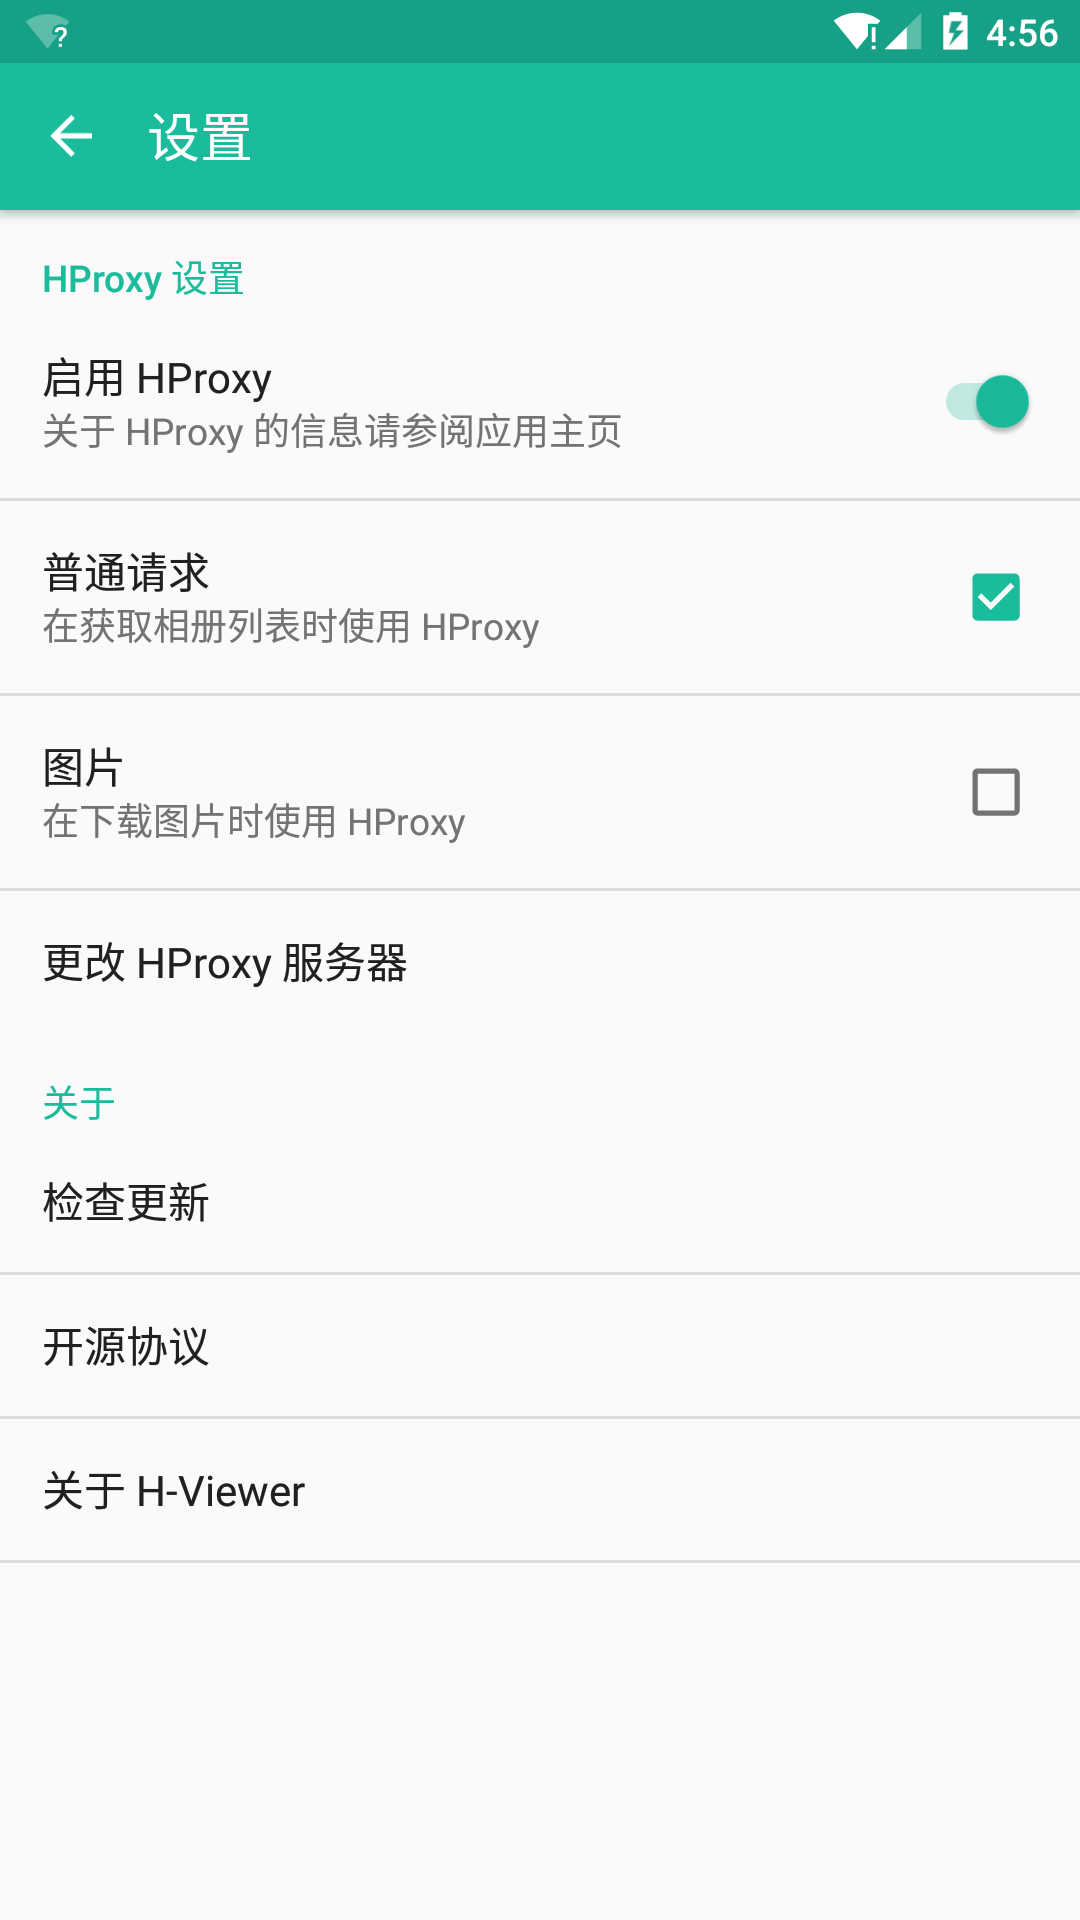 4:56
设置
HProxy 设置
启用 HProxy
关于 HProxy 的信息请参阅应用主页
普通请求
在获取相册列表时使用 HProxy
图片
在下载图片时使用 HProxy
更改 HProxy 服务器
关于
检查更新
开源协议
关于 H-Viewer